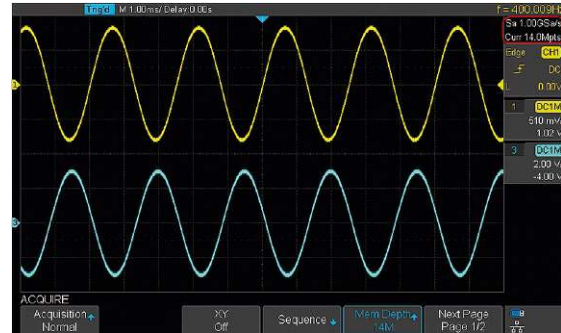 Trig'd M 1.00ms/ Delay:0.00s f = 400.009Hz
Sa 1.00GSa/s
Curr 14.0Mpts
Edge CH1
DC
L 0.00V
1 DC1M
510 mV/
1.02 V
3 DC1M
2.00 V/
-4.00 V
ACQUIRE
Acquisition XY Sequence Mem Depth Next Page
Normal Off 14M Page 1/2